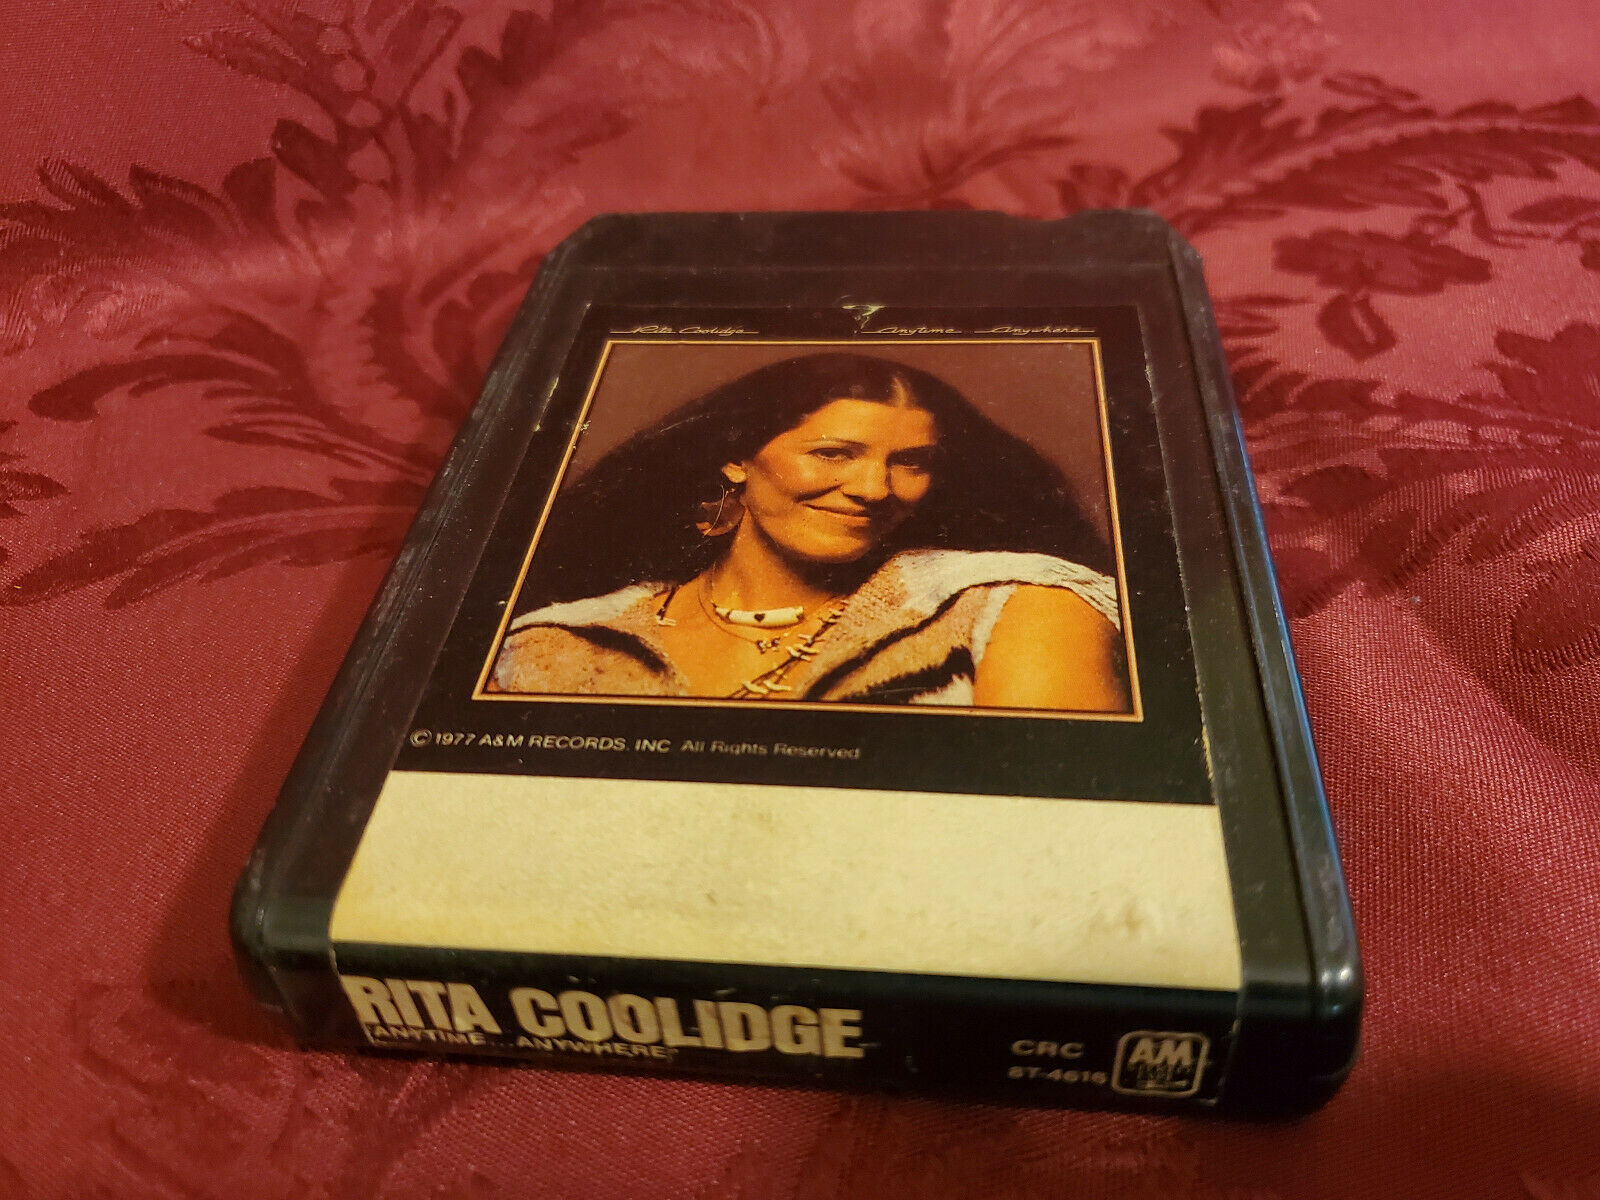 Rita Coolidge Anytime Anywhere
© 1977 A&M RECORDS, INC. All Rights Reserved
RITA COOLIDGE
"ANYTIME...ANYWHERE"
CRC
8T-4616
A&M